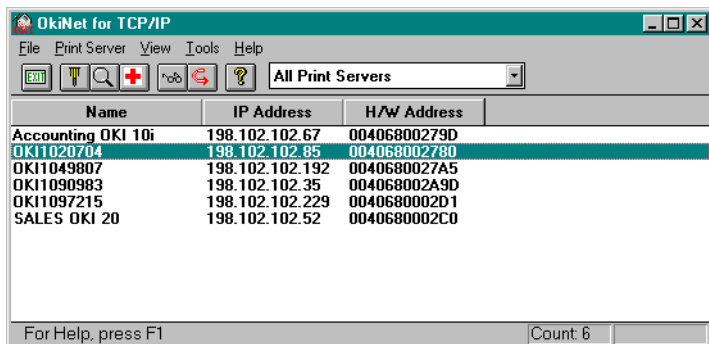 OkiNet for TCP/IP
File Print Server View Tools Help
EXIT ? All Print Servers
Name IP Address H/W Address
Accounting OKI 10i 198.102.102.67 00406800279D
OKI1020704 198.102.102.85 004068002780
OKI1049807 198.102.102.192 0040680027A5
OKI1090983 198.102.102.35 004068002A9D
OKI1097215 198.102.102.229 0040680002D1
SALES OKI 20 198.102.102.52 0040680002C0
For Help, press F1 Count: 6